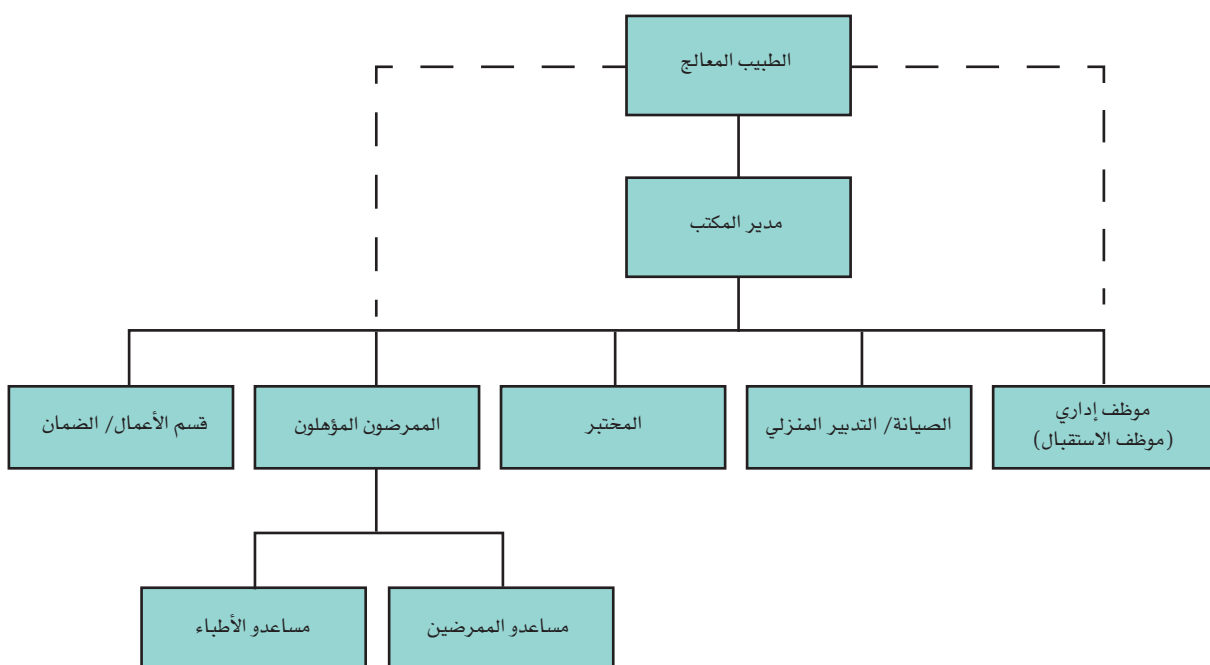 الطبيب المعالج
مدير المكتب
موظف إداري
(موظف الاستقبال)
الصيانة/ التدبير المنزلي
المختبر
الممرضون المؤهلون
قسم الأعمال/ الضمان
مساعدو الممرضين
مساعدو الأطباء